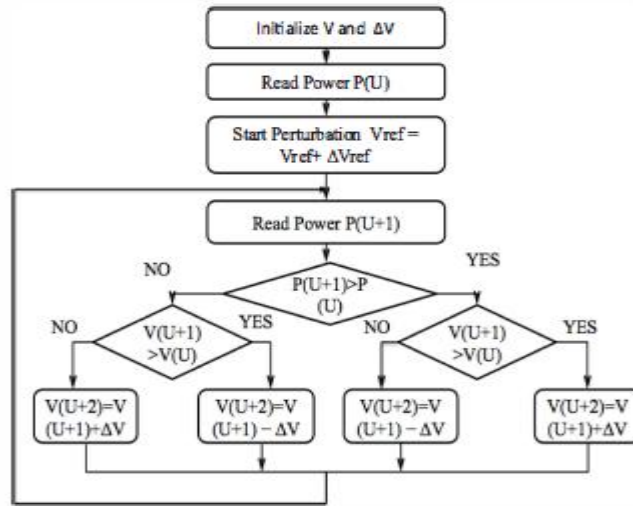 Initialize V and ΔV
Read Power P(U)
Start Perturbation Vref =
Vref+ ΔVref
Read Power P(U+1)
NO
YES
P(U+1)>P
(U)
NO
V(U+1)
>V(U)
YES
NO
V(U+1)
>V(U)
YES
V(U+2)=V
(U+1)+ΔV
V(U+2)=V
(U+1) – ΔV
V(U+2)=V
(U+1) – ΔV
V(U+2)=V
(U+1)+ΔV